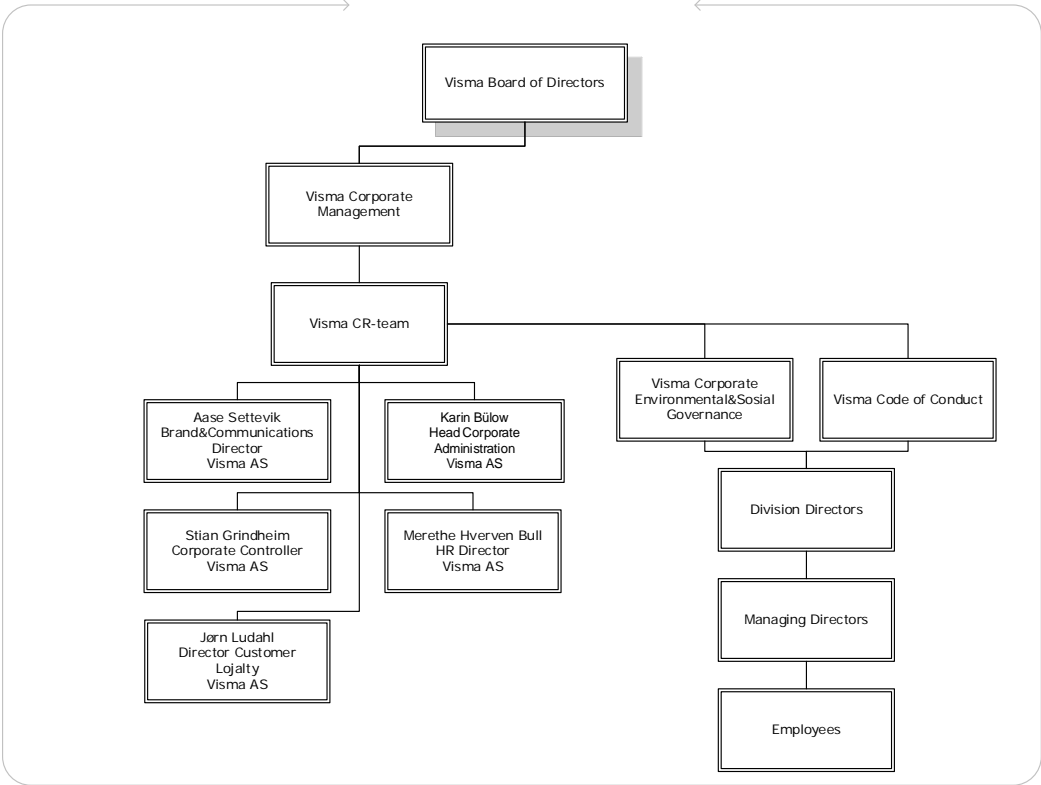 Visma Board of Directors
Visma Corporate
Management
Visma CR-team
Aase Settevik
Brand&Communications
Director
Visma AS
Karin Bülow
Head Corporate
Administration
Visma AS
Stian Grindheim
Corporate Controller
Visma AS
Merethe Hverven Bull
HR Director
Visma AS
Jørn Ludahl
Director Customer
Lojalty
Visma AS
Visma Corporate
Environmental&Sosial
Governance
Visma Code of Conduct
Division Directors
Managing Directors
Employees